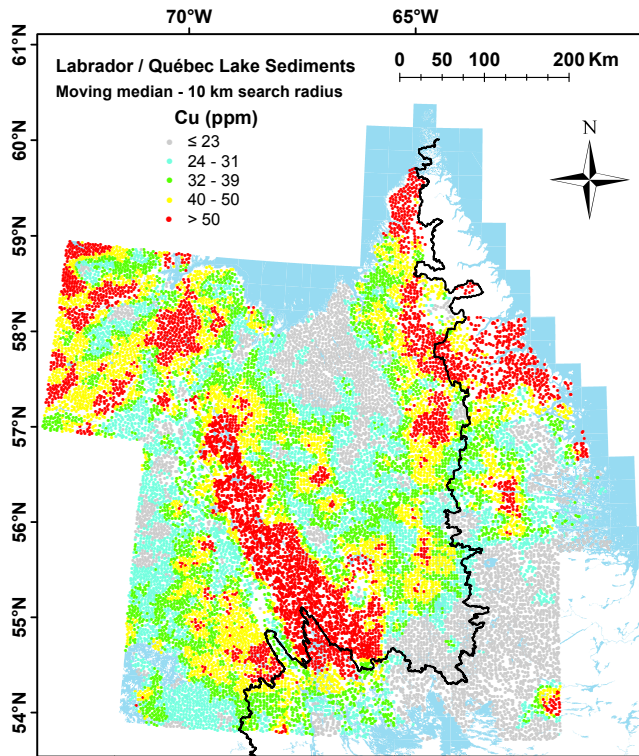 70°W 65°W
61°N
Labrador / Québec Lake Sediments
Moving median - 10 km search radius
0 50 100 200 Km
Cu (ppm)
≤ 23
24 - 31
32 - 39
40 - 50
> 50
N
60°N
59°N
58°N
57°N
56°N
55°N
54°N